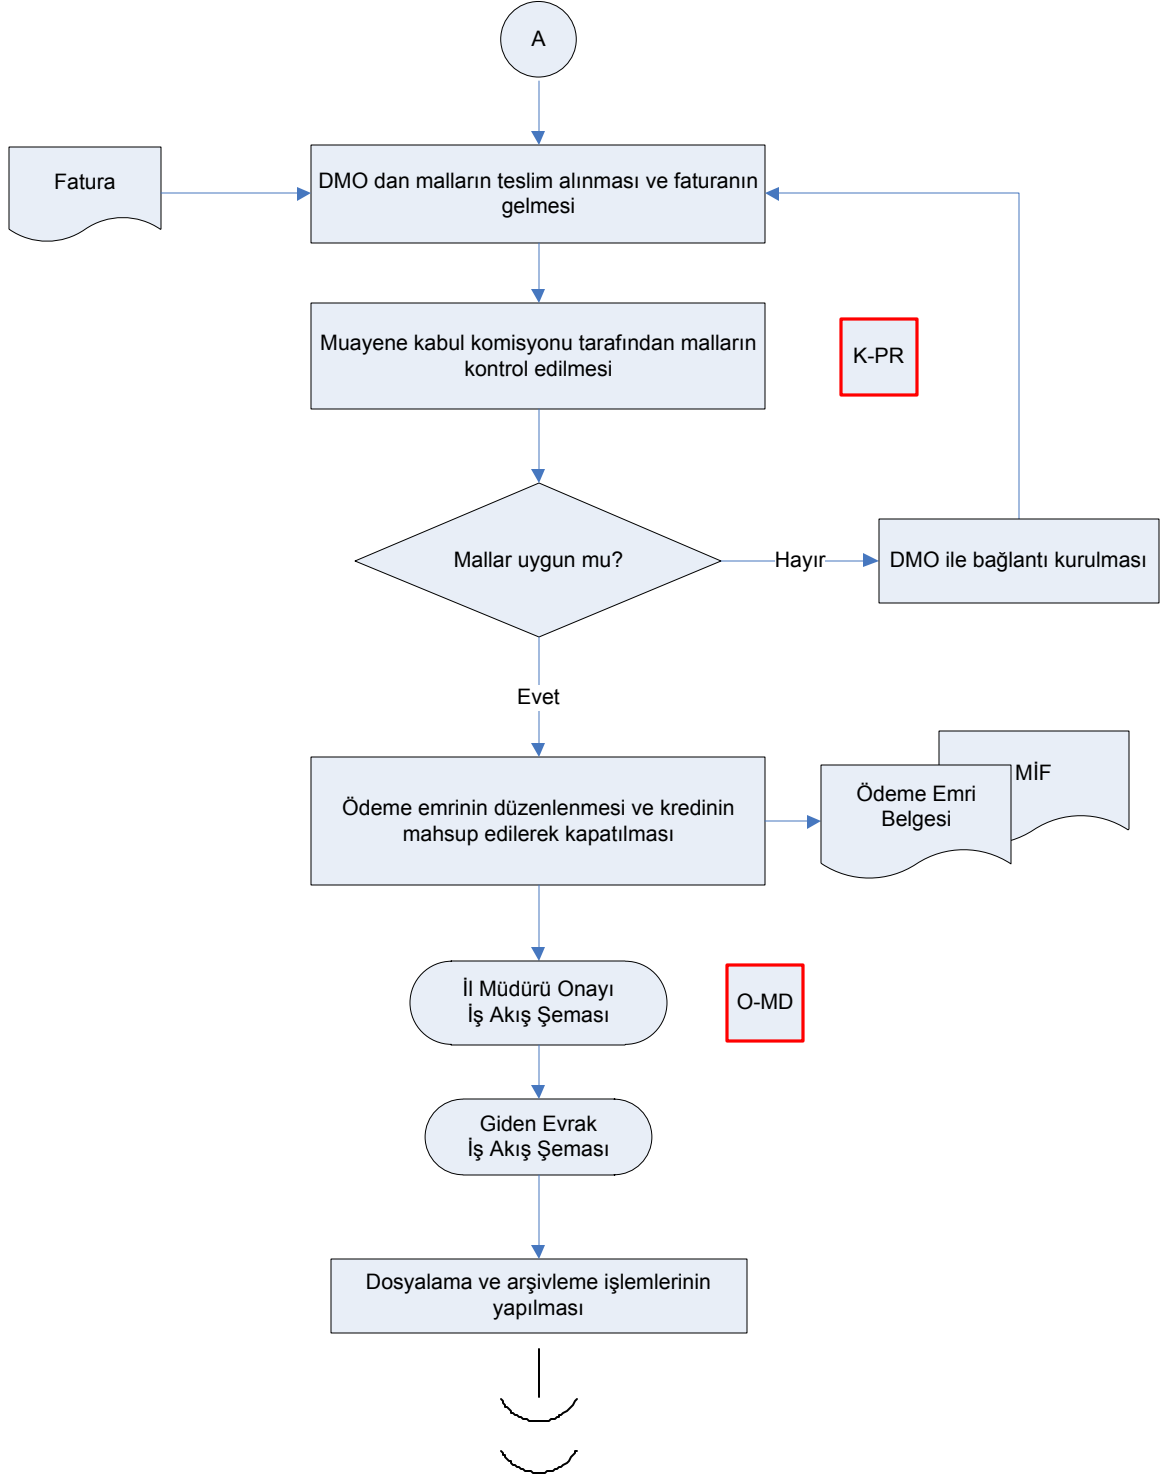 A
Fatura
DMO dan malların teslim alınması ve faturanın
gelmesi
Muayene kabul komisyonu tarafından malların
kontrol edilmesi
K-PR
Mallar uygun mu?
Hayır
DMO ile bağlantı kurulması
Evet
Ödeme emrinin düzenlenmesi ve kredinin
mahsup edilerek kapatılması
MİF
Ödeme Emri
Belgesi
İl Müdürü Onayı
İş Akış Şeması
O-MD
Giden Evrak
İş Akış Şeması
Dosyalama ve arşivleme işlemlerinin
yapılması